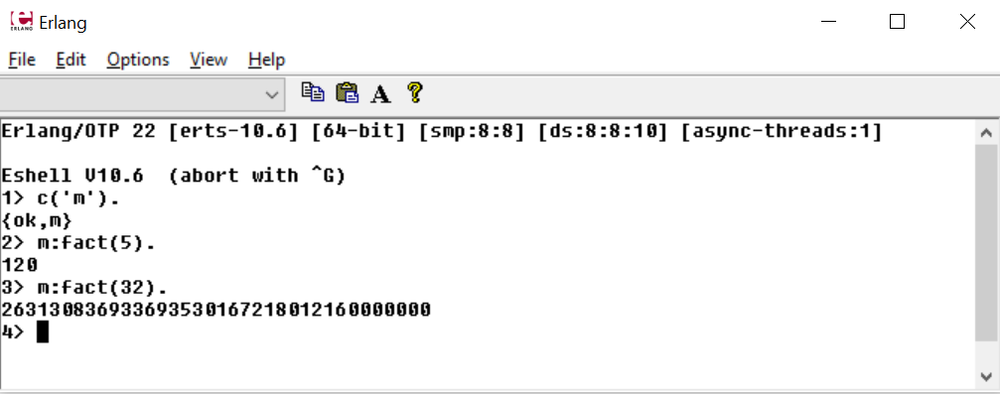 ERLANG Erlang
File Edit Options View Help
A ?
Erlang/OTP 22 [erts-10.6] [64-bit] [smp:8:8] [ds:8:8:10] [async-threads:1]
Eshell V10.6  (abort with ^G)
1> c('m').
{ok,m}
2> m:fact(5).
120
3> m:fact(32).
263130836933693530167218012160000000
4>